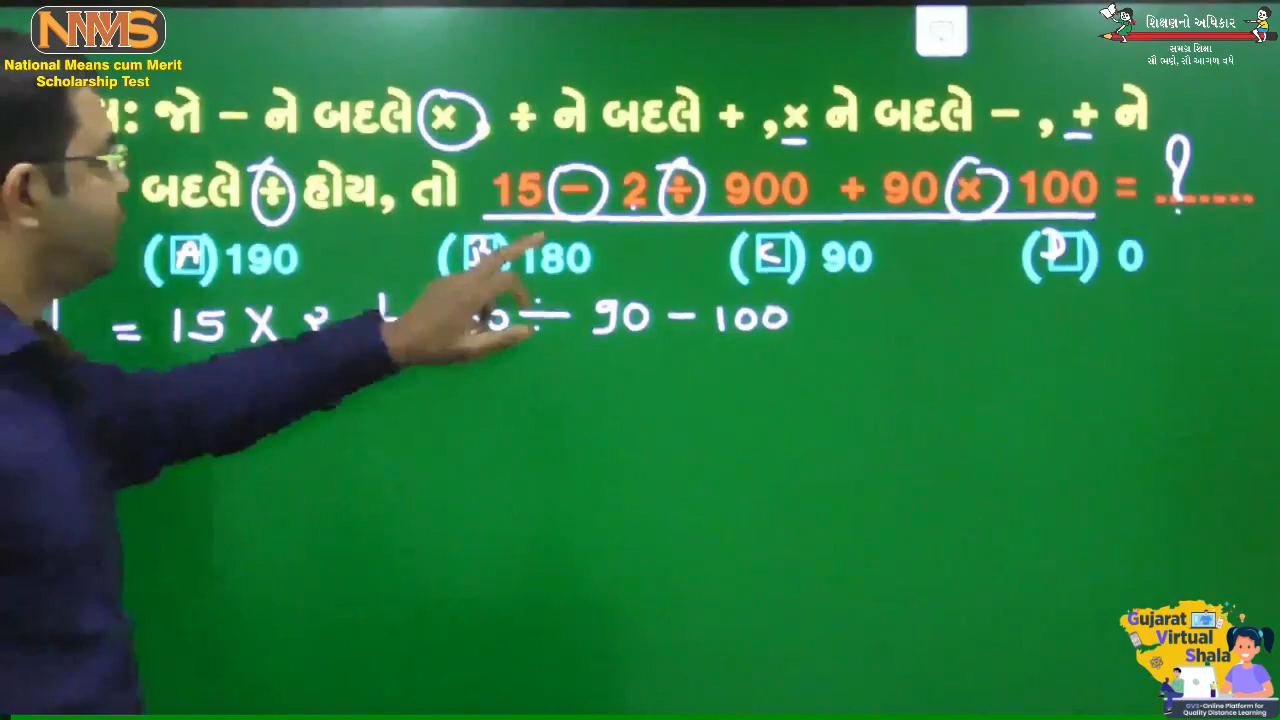 NMMS
National Means cum Merit
Scholarship Test
શિક્ષણનો અધિકાર
સમગ્ર શિક્ષા
સૌ ભણે, સૌ આગળ વધે
જો – ને બદલે × , ÷ ને બદલે + , × ને બદલે – , + ને
બદલે ÷ હોય, તો 15 – 2 ÷ 900 + 90 × 100 = ........ ?
(A) 190 ( ) 180 (C) 90 (D) 0
= 15 X ÷ 90 – 100
Gujarat
Virtual
Shala
GVS-Online Platform for
Quality Distance Learning